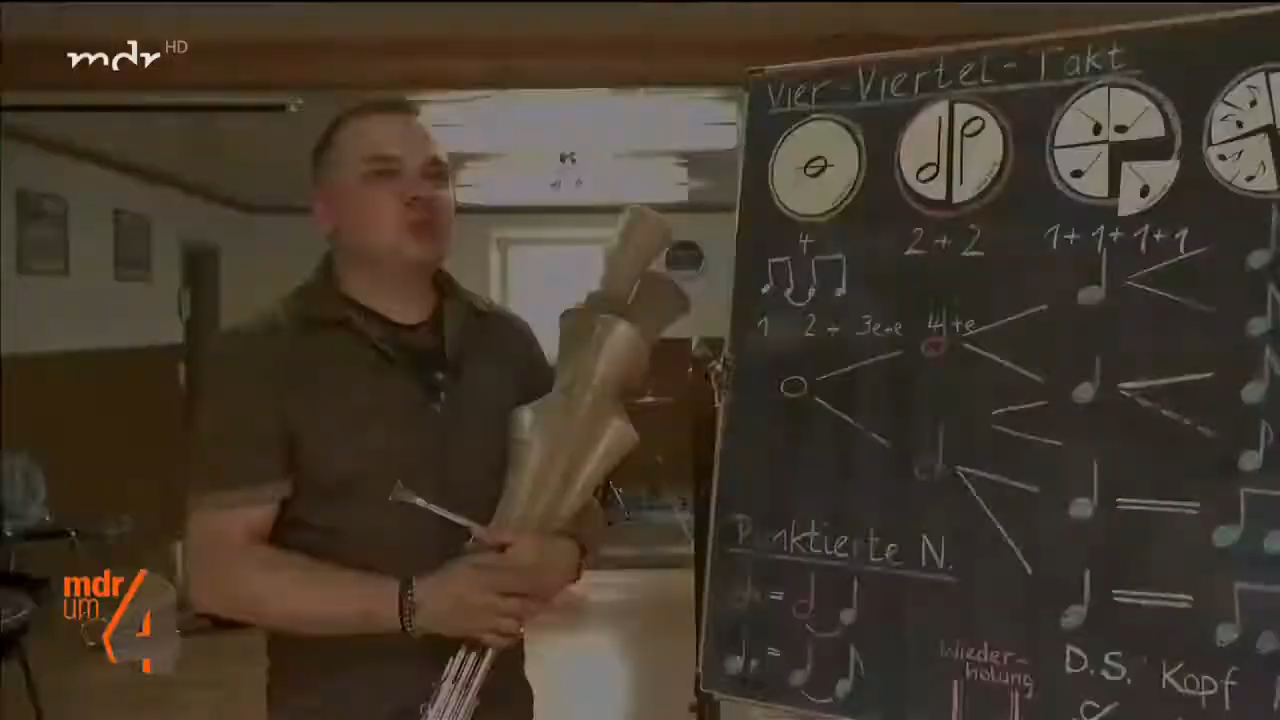 mdr HD
Vier-Viertel-Takt
4
2+2
1+1+1+1
1 2+ 3e+e 4+e
Punktierte N.
=
=
Wieder-
holung
D.S. Kopf
mdr
um 4